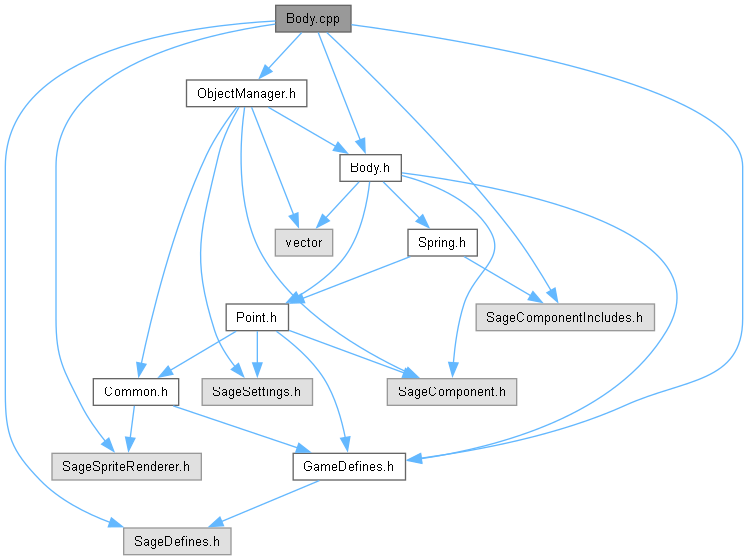 Body.cpp
ObjectManager.h
Body.h
vector
Spring.h
Point.h
SageComponentIncludes.h
Common.h
SageSettings.h
SageComponent.h
SageSpriteRenderer.h
GameDefines.h
SageDefines.h